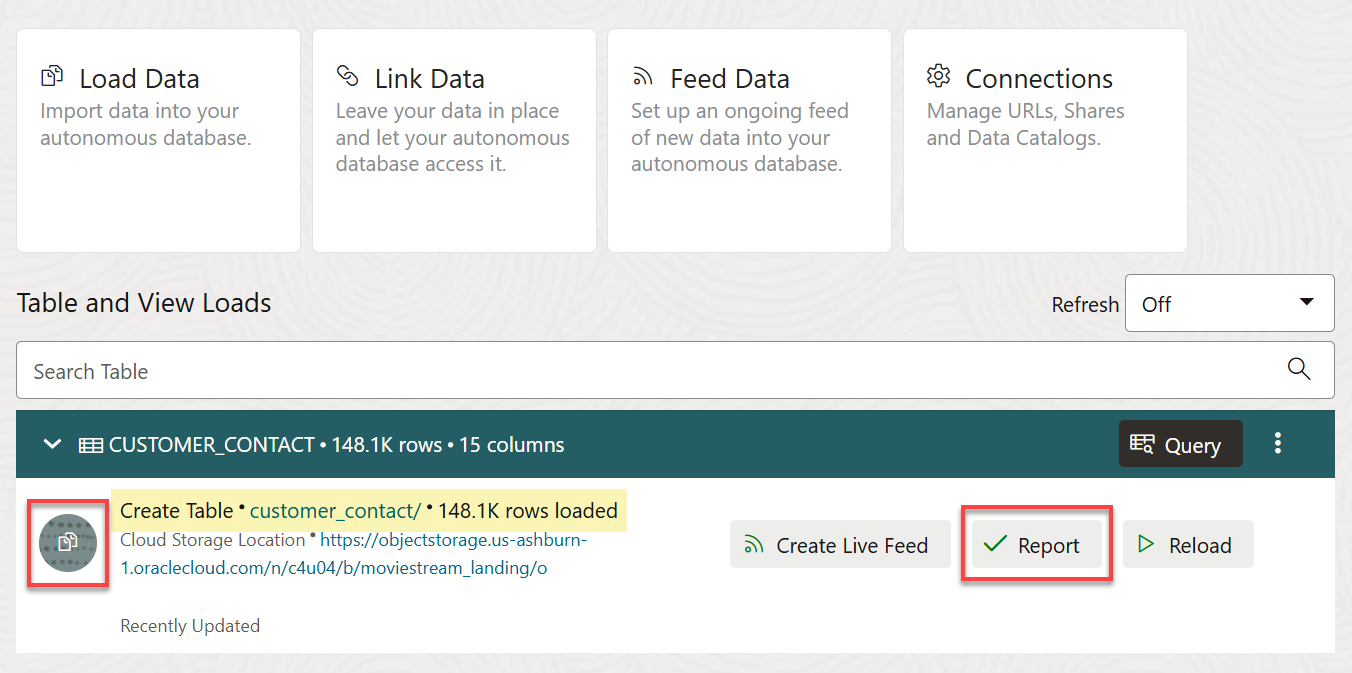 Load Data
Import data into your
autonomous database.
Link Data
Leave your data in place
and let your autonomous
database access it.
Feed Data
Set up an ongoing feed
of new data into your
autonomous database.
Connections
Manage URLs, Shares
and Data Catalogs.
Table and View Loads
Refresh
Off
Search Table
CUSTOMER_CONTACT • 148.1K rows • 15 columns
Query
Create Table • customer_contact/ • 148.1K rows loaded
Cloud Storage Location • https://objectstorage.us-ashburn-
1.oraclecloud.com/n/c4u04/b/moviestream_landing/o
Recently Updated
Create Live Feed
Report
Reload